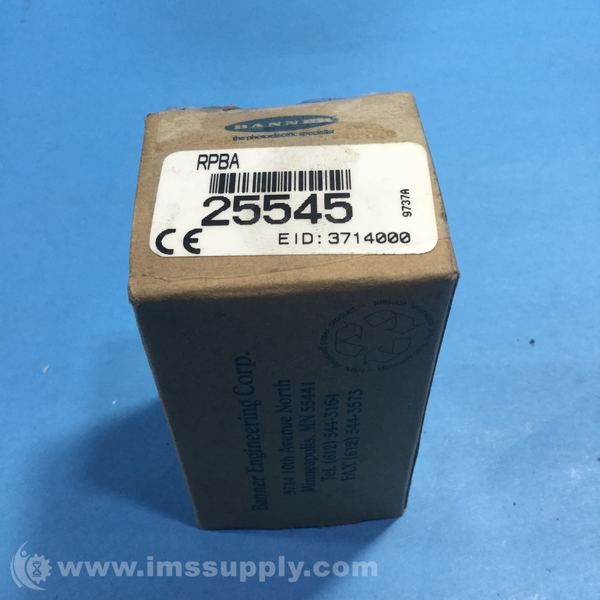 BANNER
the photoelectric specialist
RPBA
25545
9737A
CE
EID: 3714000
Banner Engineering Corp.
9714 10th Avenue North
Minneapolis, MN 55441
Tel. (612) 544-3164
FAX (612) 544-3573
www.imssupply.com